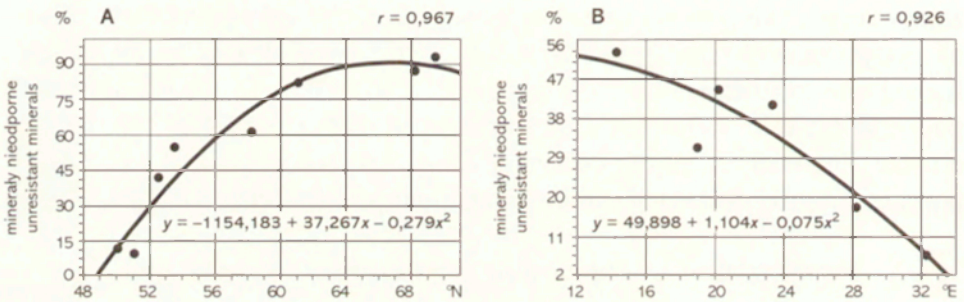 % A r = 0,967
mineraly nieodporne
unresistant minerals
90
75
60
45
30
15
0
y = −1154,183 + 37,267x − 0,279x²
48 52 56 60 64 68 °N
% B r = 0,926
mineraly nieodporne
unresistant minerals
56
47
38
29
20
11
2
y = 49,898 + 1,104x − 0,075x²
12 16 20 24 28 32 °E